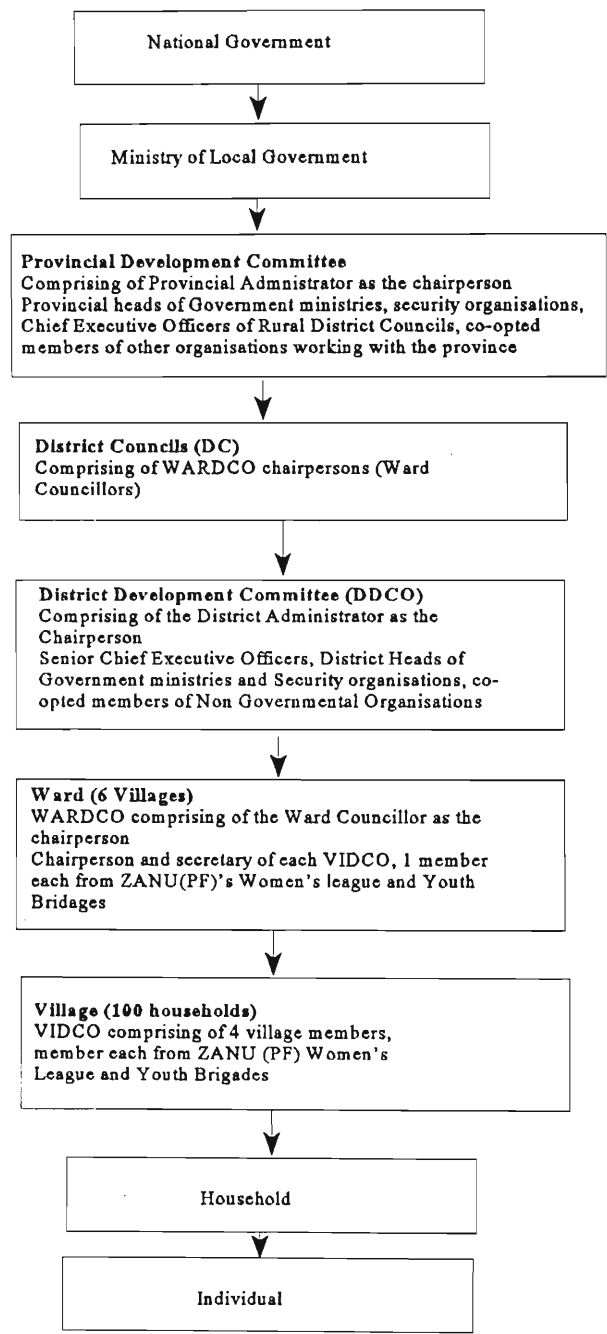 National Government
Ministry of Local Government
Provincial Development Committee
Comprising of Provincial Admnistrator as the chairperson
Provincial heads of Government ministries, security organisations,
Chief Executive Officers of Rural District Councils, co-opted
members of other organisations working with the province
District Councils (DC)
Comprising of WARDCO chairpersons (Ward
Councillors)
District Development Committee (DDCO)
Comprising of the District Administrator as the
Chairperson
Senior Chief Executive Officers, District Heads of
Government ministries and Security organisations, co-
opted members of Non Governmental Organisations
Ward (6 Villages)
WARDCO comprising of the Ward Councillor as the
chairperson
Chairperson and secretary of each VIDCO, 1 member
each from ZANU(PF)'s Women's league and Youth
Bridages
Village (100 households)
VIDCO comprising of 4 village members,
member each from ZANU (PF) Women's
League and Youth Brigades
Household
Individual